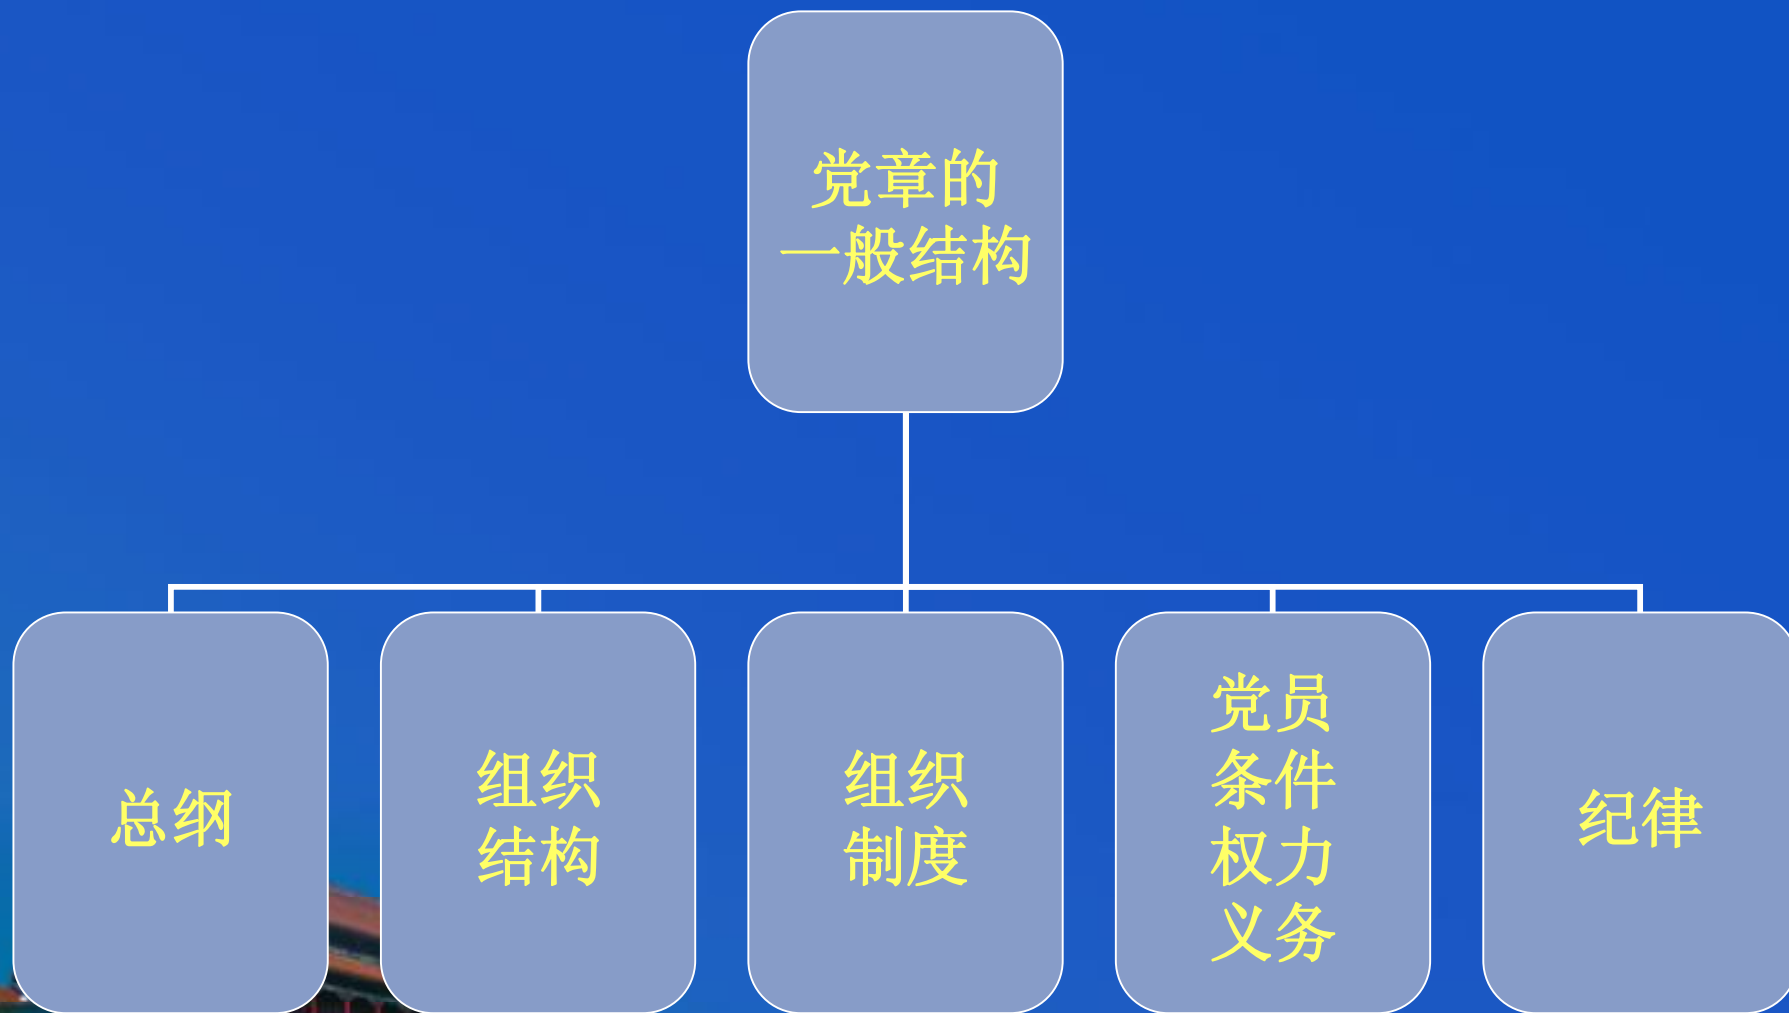 党章的
一般结构
总纲
组织
结构
组织
制度
党员
条件
权力
义务
纪律